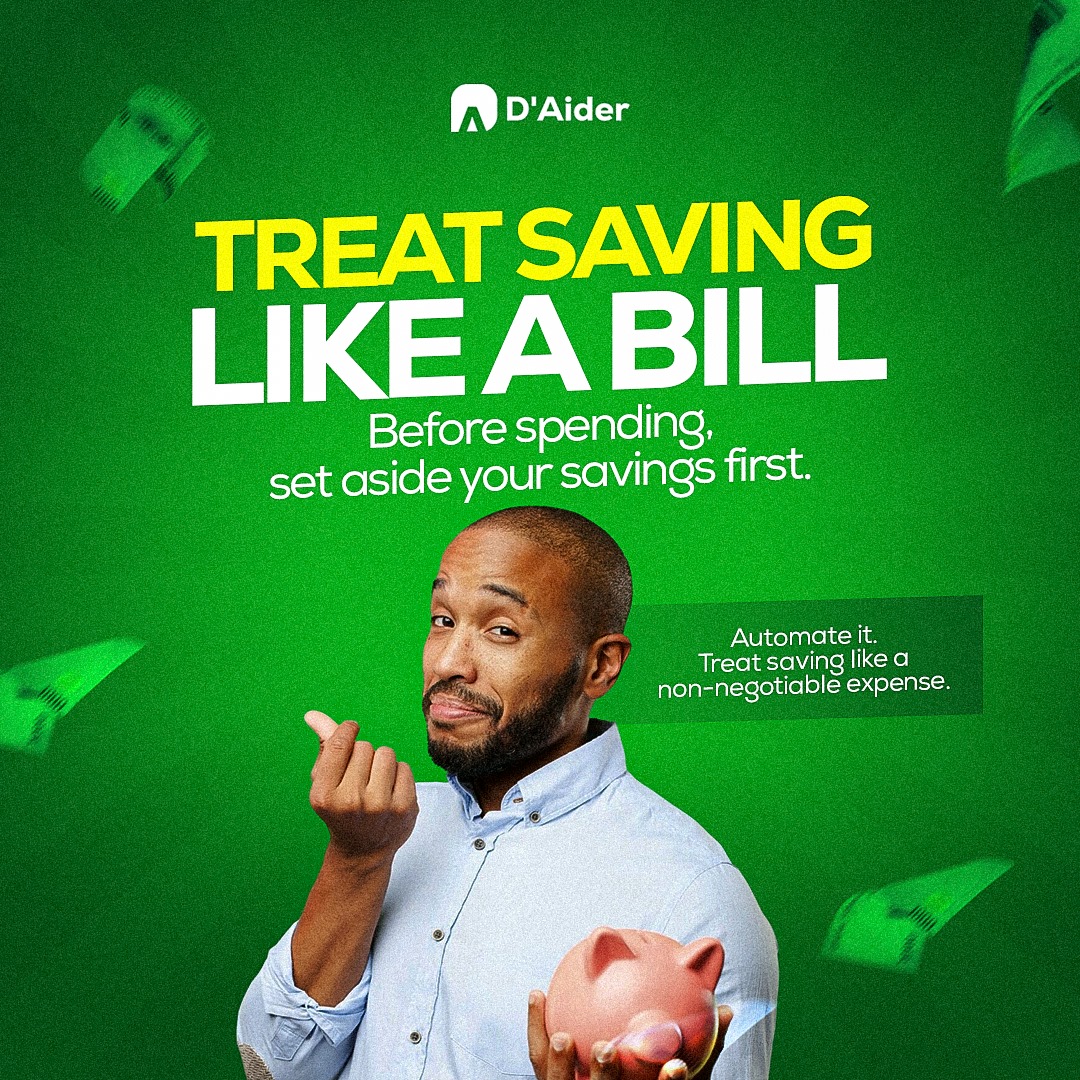 D'Aider
TREAT SAVING
LIKE A BILL
Before spending,
set aside your savings first.
Automate it.
Treat saving like a
non-negotiable expense.